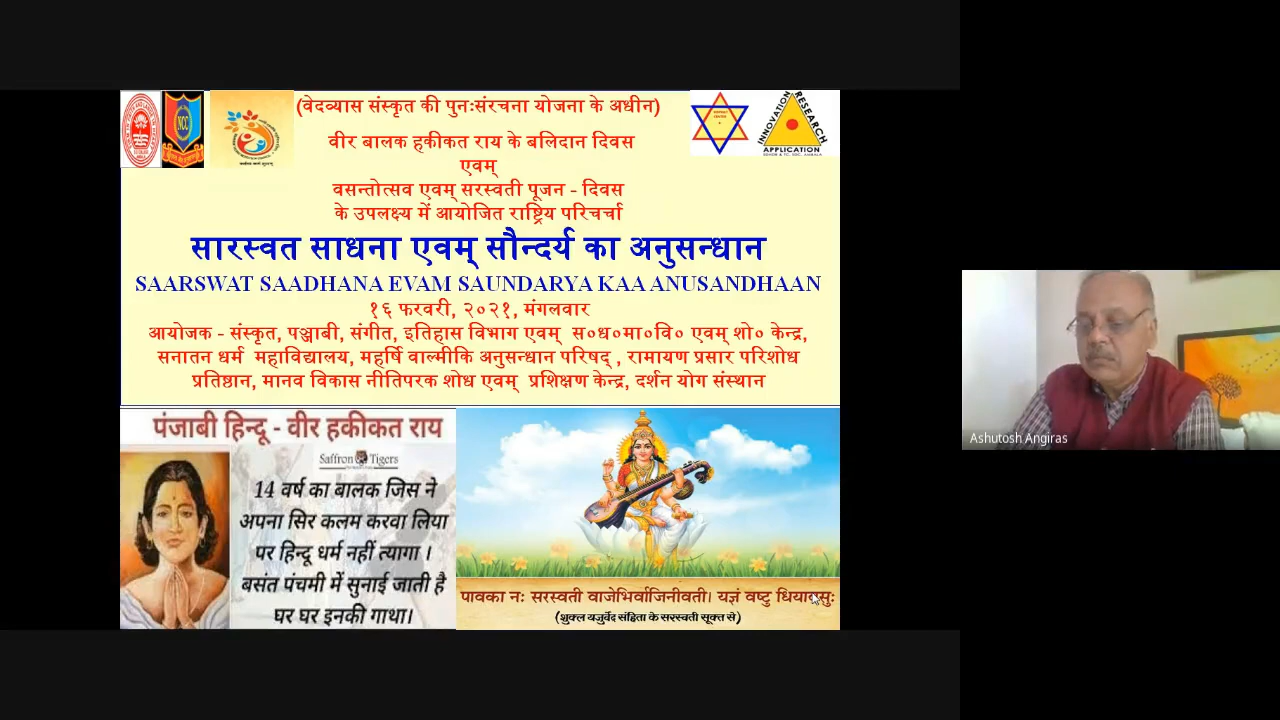 (वेदव्यास संस्कृत की पुनःसंरचना योजना के अधीन)
वीर बालक हकीकत राय के बलिदान दिवस
एवम्
वसन्तोत्सव एवम् सरस्वती पूजन - दिवस
के उपलक्ष्य में आयोजित राष्ट्रिय परिचर्चा
सारस्वत साधना एवम् सौन्दर्य का अनुसन्धान
SAARSWAT SAADHANA EVAM SAUNDARYA KAA ANUSANDHAAN
१६ फरवरी, २०२१, मंगलवार
आयोजक - संस्कृत, पञ्जाबी, संगीत, इतिहास विभाग एवम् स०ध०मा०वि० एवम् शो० केन्द्र,
सनातन धर्म महाविद्यालय, महर्षि वाल्मीकि अनुसन्धान परिषद् , रामायण प्रसार परिशोध
प्रतिष्ठान, मानव विकास नीतिपरक शोध एवम् प्रशिक्षण केन्द्र, दर्शन योग संस्थान
NCC
INNOVATION
RESEARCH
APPLICATION
पंजाबी हिन्दू - वीर हकीकत राय
Saffron Tigers
14 वर्ष का बालक जिस ने
अपना सिर कलम करवा लिया
पर हिन्दू धर्म नहीं त्यागा ।
बसंत पंचमी में सुनाई जाती है
घर घर इनकी गाथा।
पावका नः सरस्वती वाजेभिर्वाजिनीवती। यज्ञं वष्टु
(शुक्ल यजुर्वेद संहिता के सरस्वती सूक्त से)
Ashutosh Angiras